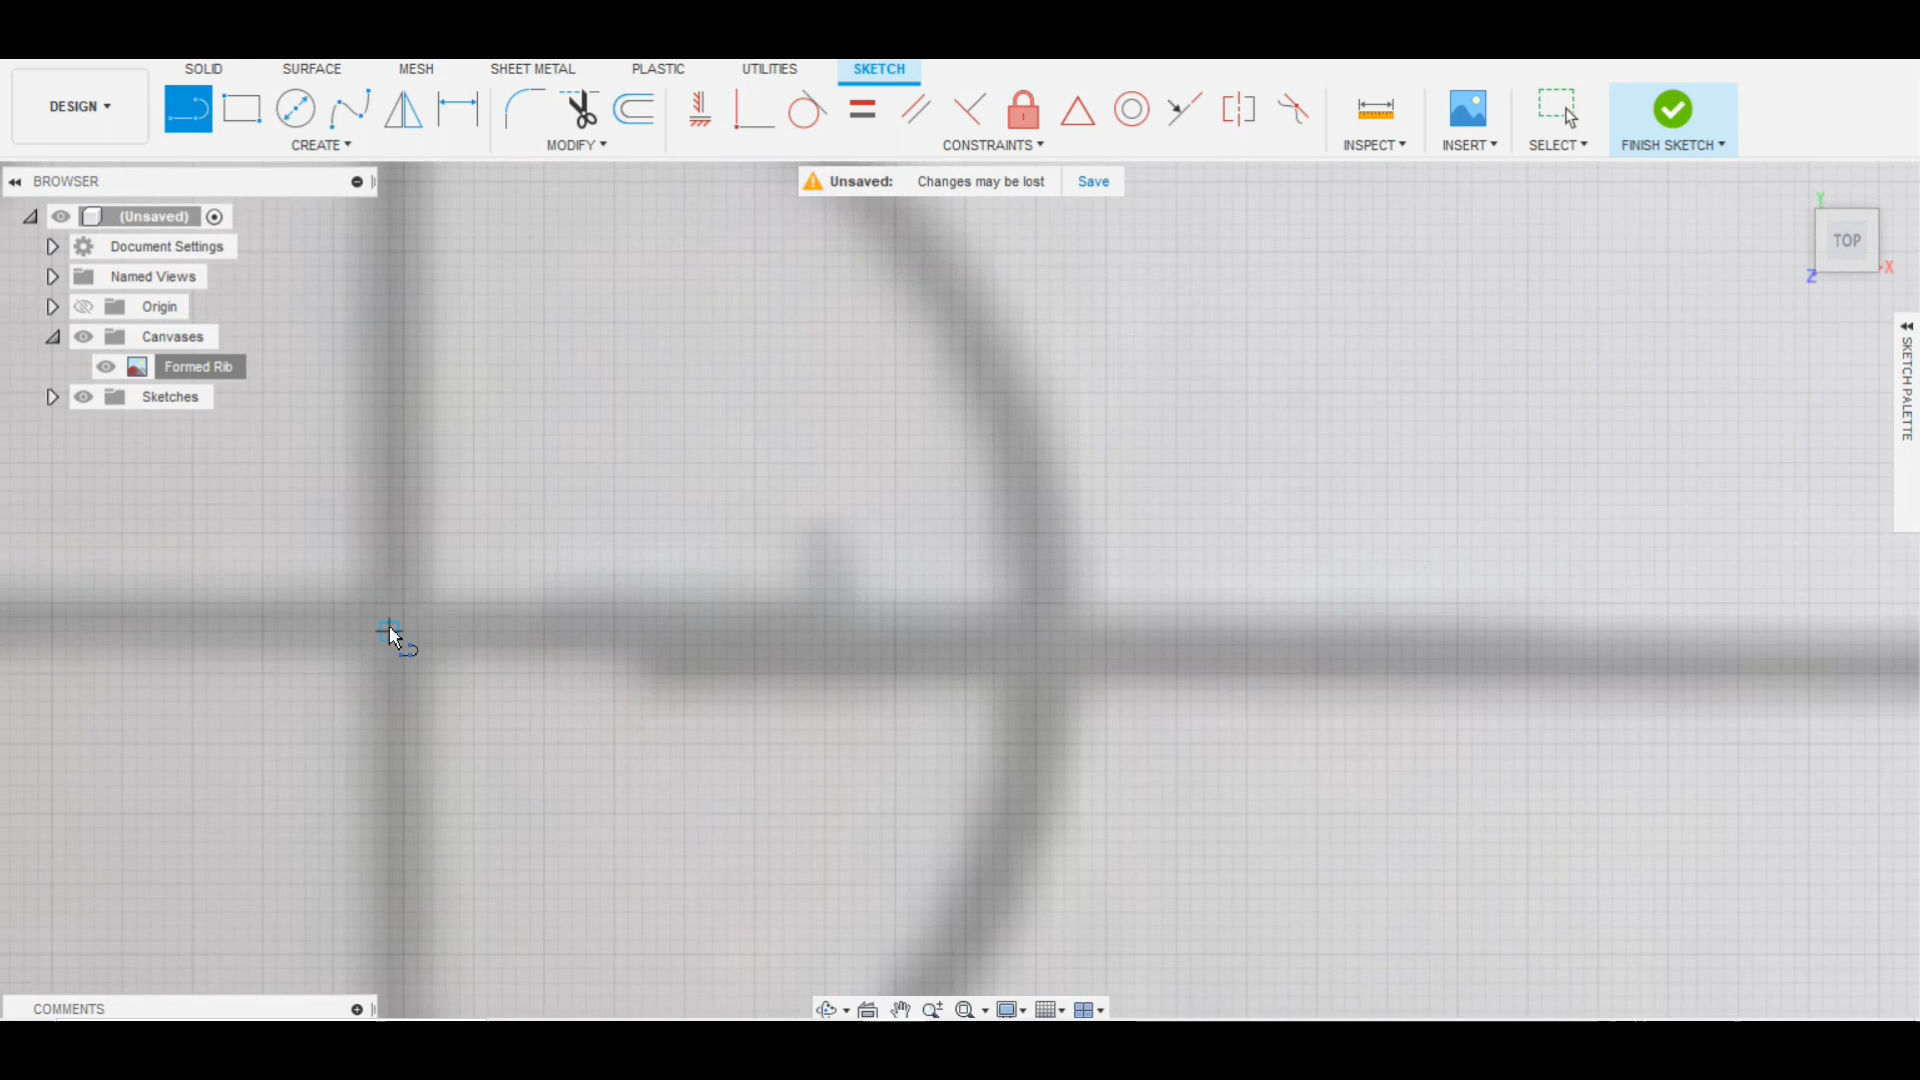 SOLID SURFACE MESH SHEET METAL PLASTIC UTILITIES SKETCH
DESIGN
CREATE MODIFY CONSTRAINTS INSPECT INSERT SELECT FINISH SKETCH
BROWSER
Unsaved: Changes may be lost Save
(Unsaved)
Document Settings
Named Views
Origin
Canvases
Formed Rib
Sketches
Y
TOP
X
Z
SKETCH PALETTE
COMMENTS